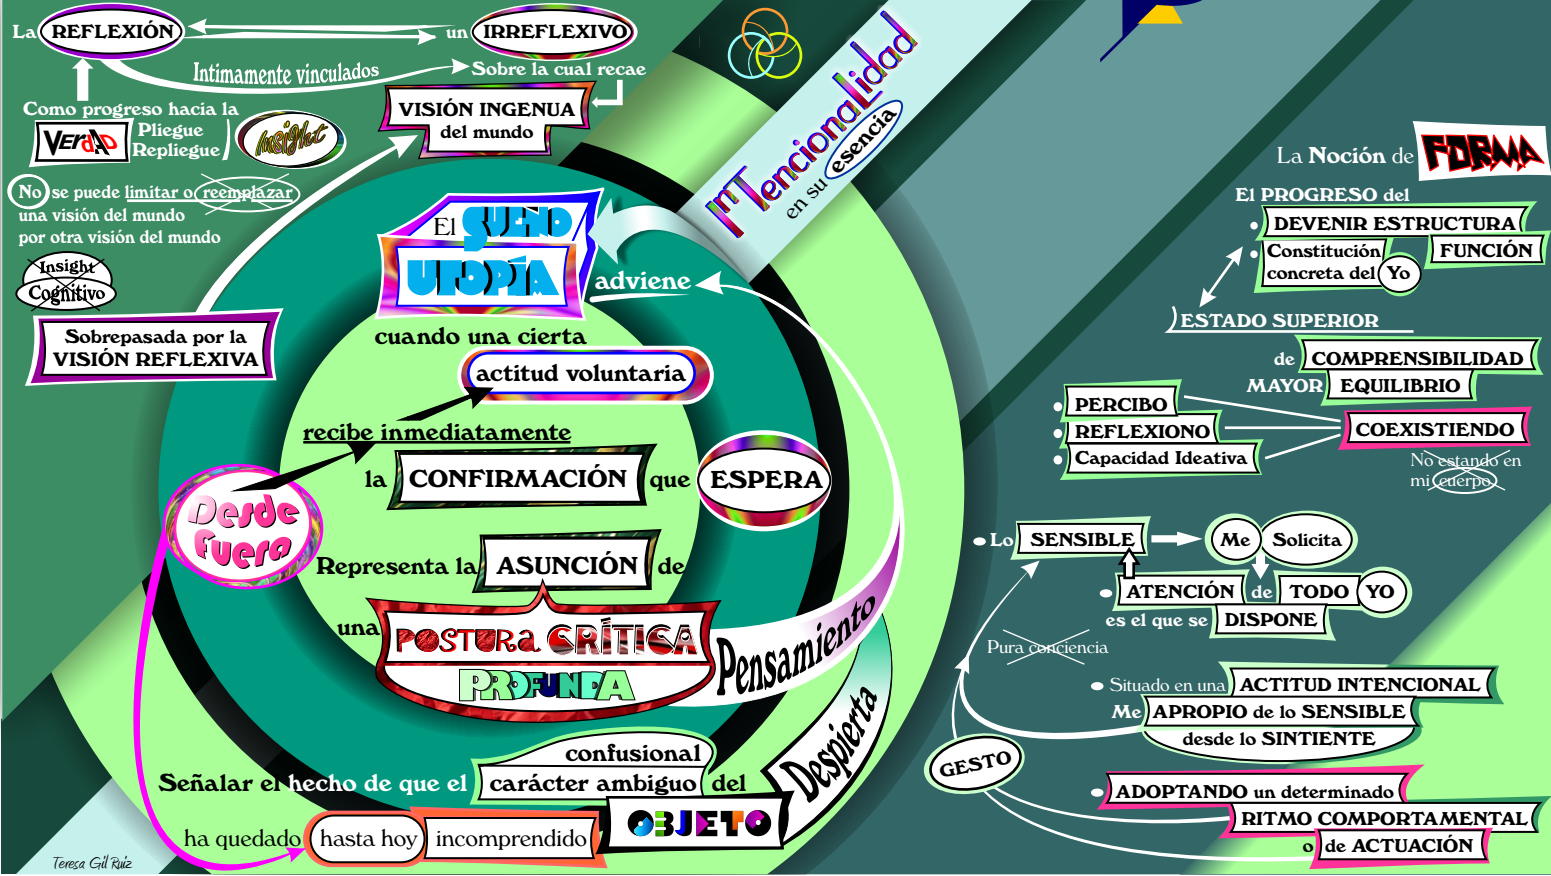 La REFLEXIÓN un IRREFLEXIVO
Intimamente vinculados
Sobre la cual recae
VISIÓN INGENUA
del mundo
Como progreso hacia la
VERdAD Pliegue
Repliegue
Insight
No se puede limitar o reemplazar
una visión del mundo
por otra visión del mundo
Insight
Cognitivo
Sobrepasada por la
VISIÓN REFLEXIVA
InTencionaLidad
en su esencia
El SUEÑO
UTOPÍA
adviene
cuando una cierta
actitud voluntaria
recibe inmediatamente
la CONFIRMACIÓN que ESPERA
Desde
Fuera
Representa la ASUNCIÓN de
una POSTURA CRÍTICA
PROFUNDA
Pensamiento
Despierta
Señalar el hecho de que el
confusional
carácter ambiguo del
OBJETO
ha quedado hasta hoy incomprendido
Teresa Gil Ruiz
La Noción de FORMA
El PROGRESO del
• DEVENIR ESTRUCTURA
FUNCIÓN
• Constitución
concreta del Yo
ESTADO SUPERIOR
de COMPRENSIBILIDAD
MAYOR EQUILIBRIO
• PERCIBO
• REFLEXIONO
• Capacidad Ideativa
COEXISTIENDO
No estando en
mi cuerpo
• Lo SENSIBLE Me Solicita
• ATENCIÓN de TODO YO
es el que se DISPONE
Pura conciencia
• Situado en una ACTITUD INTENCIONAL
Me APROPIO de lo SENSIBLE
desde lo SINTIENTE
GESTO
• ADOPTANDO un determinado
RITMO COMPORTAMENTAL
o de ACTUACIÓN